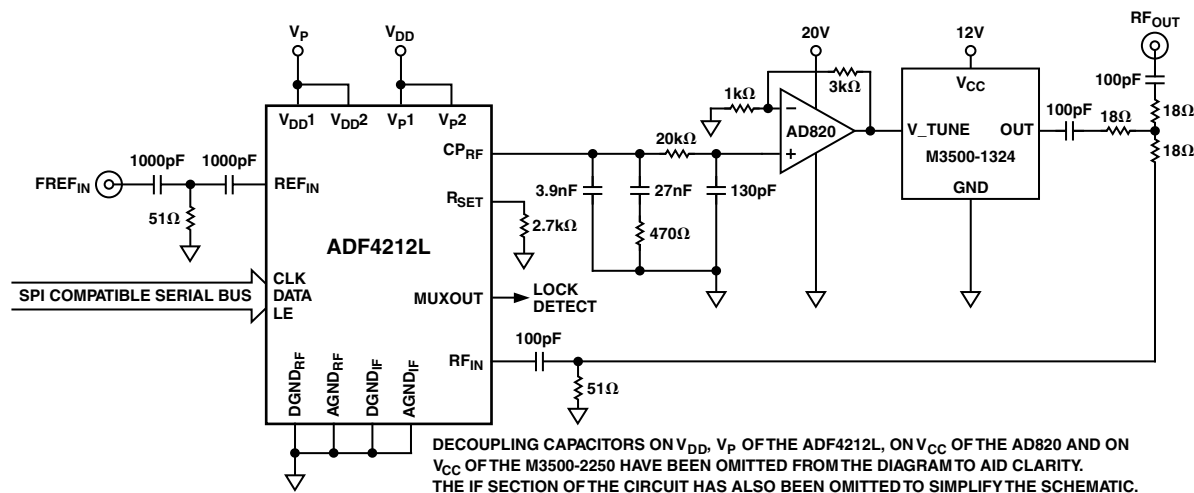 VP VDD
20V 12V RFOUT
100pF
VDD1 VDD2 VP1 VP2
1kΩ 3kΩ
AD820
VCC
V_TUNE OUT
M3500-1324
GND
100pF 18Ω 18Ω
18Ω
CPRF
20kΩ
3.9nF 27nF 130pF
470Ω
1000pF 1000pF
FREFIN
REFIN
51Ω
RSET
2.7kΩ
ADF4212L
SPI COMPATIBLE SERIAL BUS
CLK
DATA
LE
MUXOUT
LOCK
DETECT
100pF
RFIN
51Ω
DGNDRF AGNDRF DGNDIF AGNDIF
DECOUPLING CAPACITORS ON VDD, VP OF THE ADF4212L, ON VCC OF THE AD820 AND ON
VCC OF THE M3500-2250 HAVE BEEN OMITTED FROM THE DIAGRAM TO AID CLARITY.
THE IF SECTION OF THE CIRCUIT HAS ALSO BEEN OMITTED TO SIMPLIFY THE SCHEMATIC.